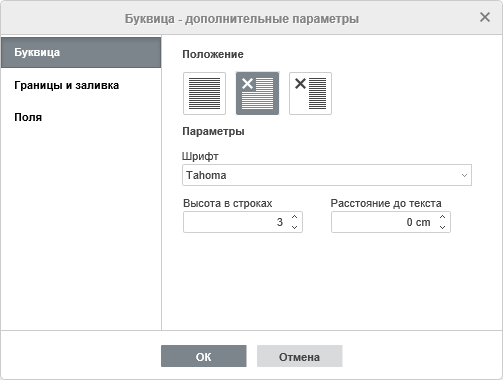 Буквица - дополнительные параметры
Буквица
Границы и заливка
Поля
Положение
Параметры
Шрифт
Tahoma
Высота в строках
Расстояние до текста
3
0 cm
ОК
Отмена